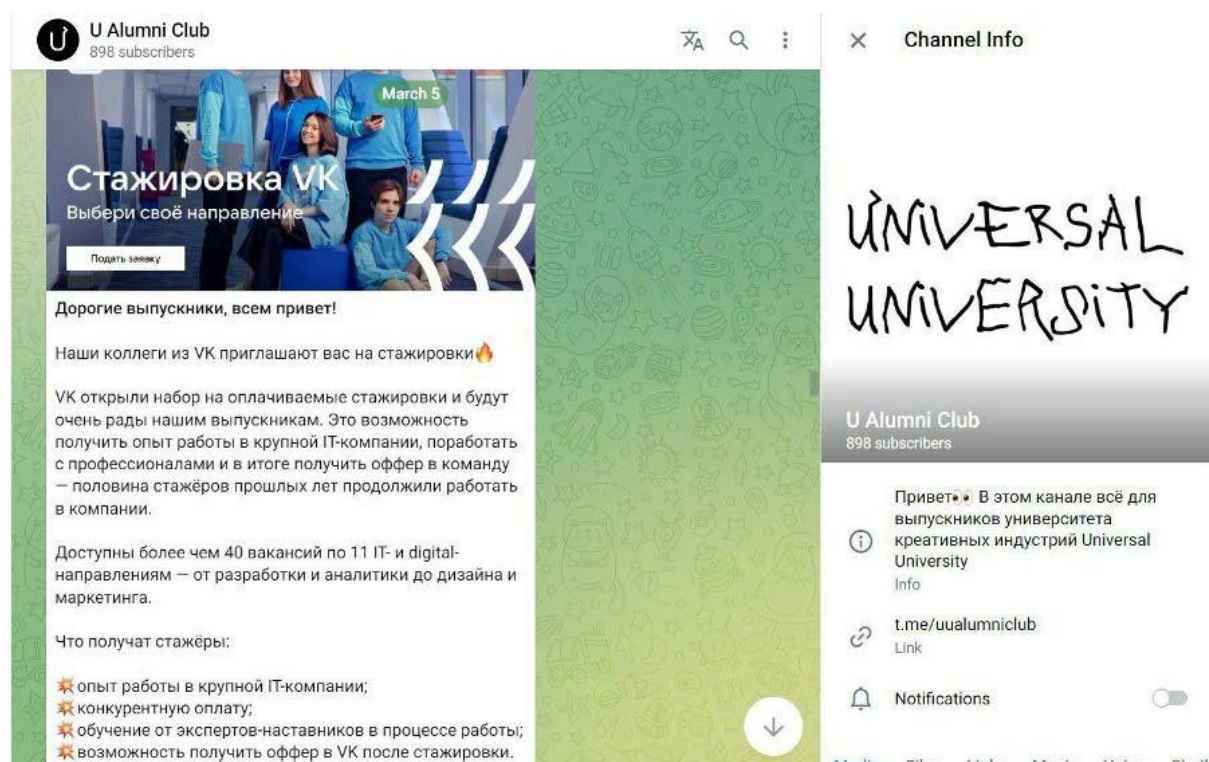 U Alumni Club
898 subscribers
March 5
Стажировка VK
Выбери своё направление
Подать заявку
Дорогие выпускники, всем привет!
Наши коллеги из VK приглашают вас на стажировки🔥
VK открыли набор на оплачиваемые стажировки и будут
очень рады нашим выпускникам. Это возможность
получить опыт работы в крупной IT-компании, поработать
с профессионалами и в итоге получить оффер в команду
— половина стажёров прошлых лет продолжили работать
в компании.
Доступны более чем 40 вакансий по 11 IT- и digital-
направлениям — от разработки и аналитики до дизайна и
маркетинга.
Что получат стажёры:
💥опыт работы в крупной IT-компании;
💥конкурентную оплату;
💥обучение от экспертов-наставников в процессе работы;
💥возможность получить оффер в VK после стажировки.
Channel Info
UNIVERSAL
UNIVERSITY
U Alumni Club
898 subscribers
Привет👀 В этом канале всё для
выпускников университета
креативных индустрий Universal
University
Info
t.me/uualumniclub
Link
Notifications